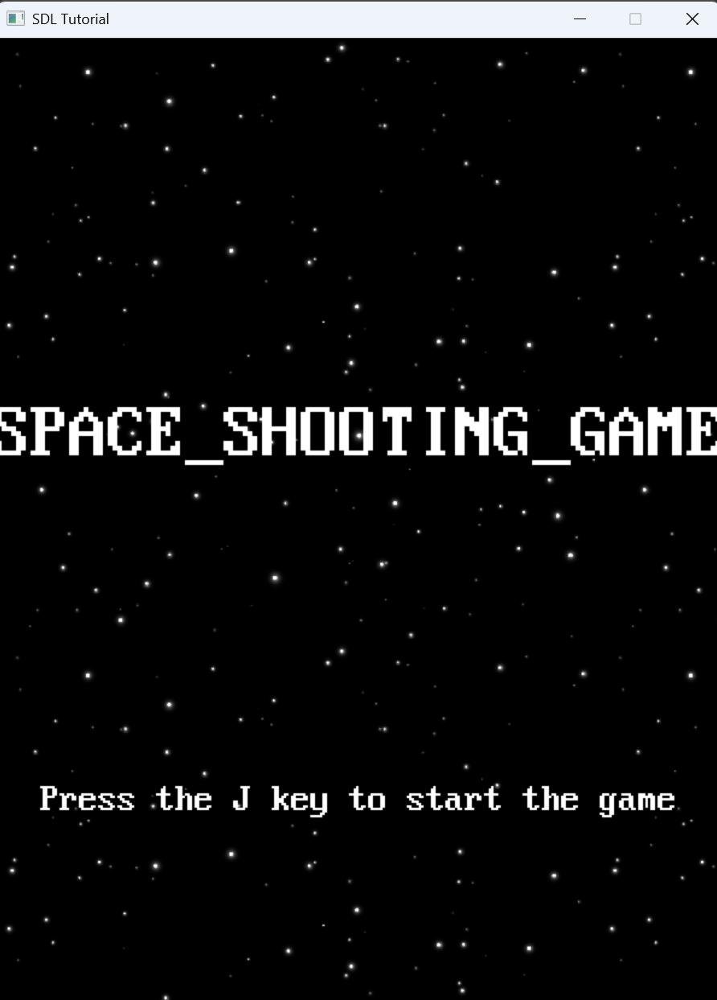 SDL Tutorial
SPACE_SHOOTING_GAME
Press the J key to start the game